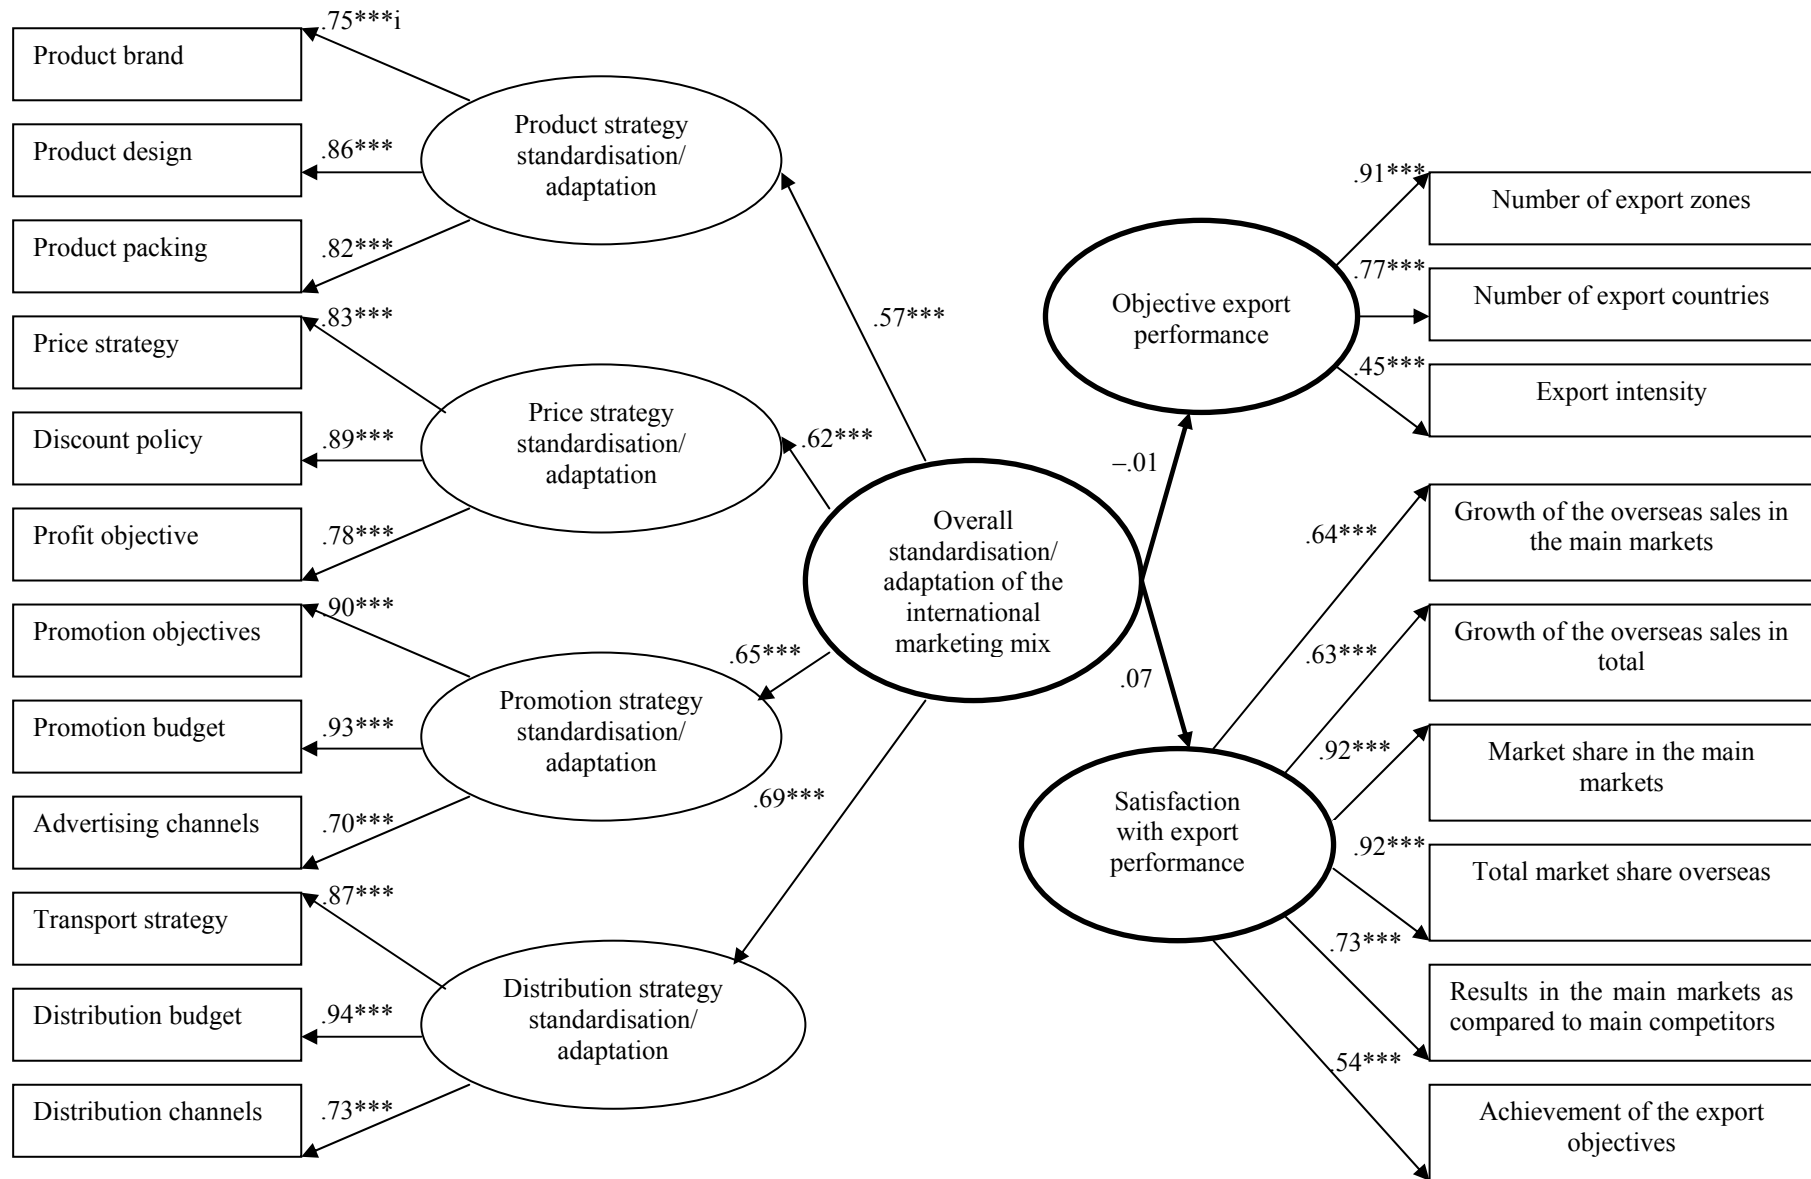 .75***i
Product brand
Product strategy
standardisation/
adaptation
Product design
.86***
Product packing
.82***
Price strategy
.83***
Price strategy
standardisation/
adaptation
Discount policy
.89***
Profit objective
.78***
Promotion objectives
.90***
Promotion strategy
standardisation/
adaptation
Promotion budget
.93***
Advertising channels
.70***
Transport strategy
.87***
Distribution strategy
standardisation/
adaptation
Distribution budget
.94***
Distribution channels
.73***
.57***
.62***
.65***
.69***
Overall
standardisation/
adaptation of the
international
marketing mix
–.01
.07
Objective export
performance
.91***
Number of export zones
.77***
Number of export countries
.45***
Export intensity
Satisfaction
with export
performance
.64***
Growth of the overseas sales in
the main markets
.63***
Growth of the overseas sales in
total
.92***
Market share in the main
markets
.92***
Total market share overseas
.73***
Results in the main markets as
compared to main competitors
.54***
Achievement of the export
objectives